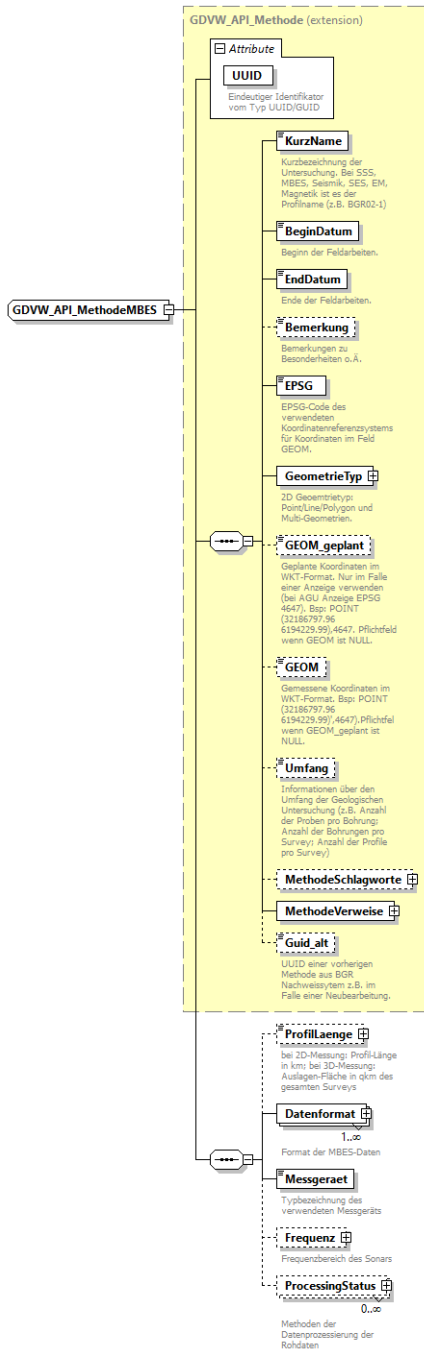 GDVW_API_Methode (extension)
Attribute
UUID
Eindeutiger Identifikator
vom Typ UUID/GUID
KurzName
Kurzbezeichnung der
Untersuchung. Bei SSS,
MBES, Seismik, SES, EM,
Magnetik ist es der
Profilname (z.B. BGR02-1)
BeginDatum
Beginn der Feldarbeiten.
EndDatum
Ende der Feldarbeiten.
GDVW_API_MethodeMBES
Bemerkung
Bemerkungen zu
Besonderheiten o.Ä.
EPSG
EPSG-Code des
verwendeten
Koordinatenreferenzsystems
für Koordinaten im Feld
GEOM.
GeometrieTyp
2D Geoemtrietyp:
Point/Line/Polygon und
Multi-Geometrien.
GEOM_geplant
Geplante Koordinaten im
WKT-Format. Nur im Falle
einer Anzeige verwenden
(bei AGU Anzeige EPSG
4647). Bsp: POINT
(32186797.96
6194229.99),4647. Pflichtfeld
wenn GEOM ist NULL.
GEOM
Gemessene Koordinaten im
WKT-Format. Bsp: POINT
(32186797.96
6194229.99)',4647).Pflichtfel
wenn GEOM_geplant ist
NULL.
Umfang
Informationen über den
Umfang der Geologischen
Untersuchung (z.B. Anzahl
der Proben pro Bohrung;
Anzahl der Bohrungen pro
Survey; Anzahl der Profile
pro Survey)
MethodeSchlagworte
MethodeVerweise
Guid_alt
UUID einer vorherigen
Methode aus BGR
Nachweissytem z.B. im
Falle einer Neubearbeitung.
ProfilLaenge
bei 2D-Messung: Profil-Länge
in km; bei 3D-Messung:
Auslagen-Fläche in qkm des
gesamten Surveys
Datenformat
1..∞
Format der MBES-Daten
Messgeraet
Typbezeichnung des
verwendeten Messgeräts
Frequenz
Frequenzbereich des Sonars
ProcessingStatus
0..∞
Methoden der
Datenprozessierung der
Rohdaten